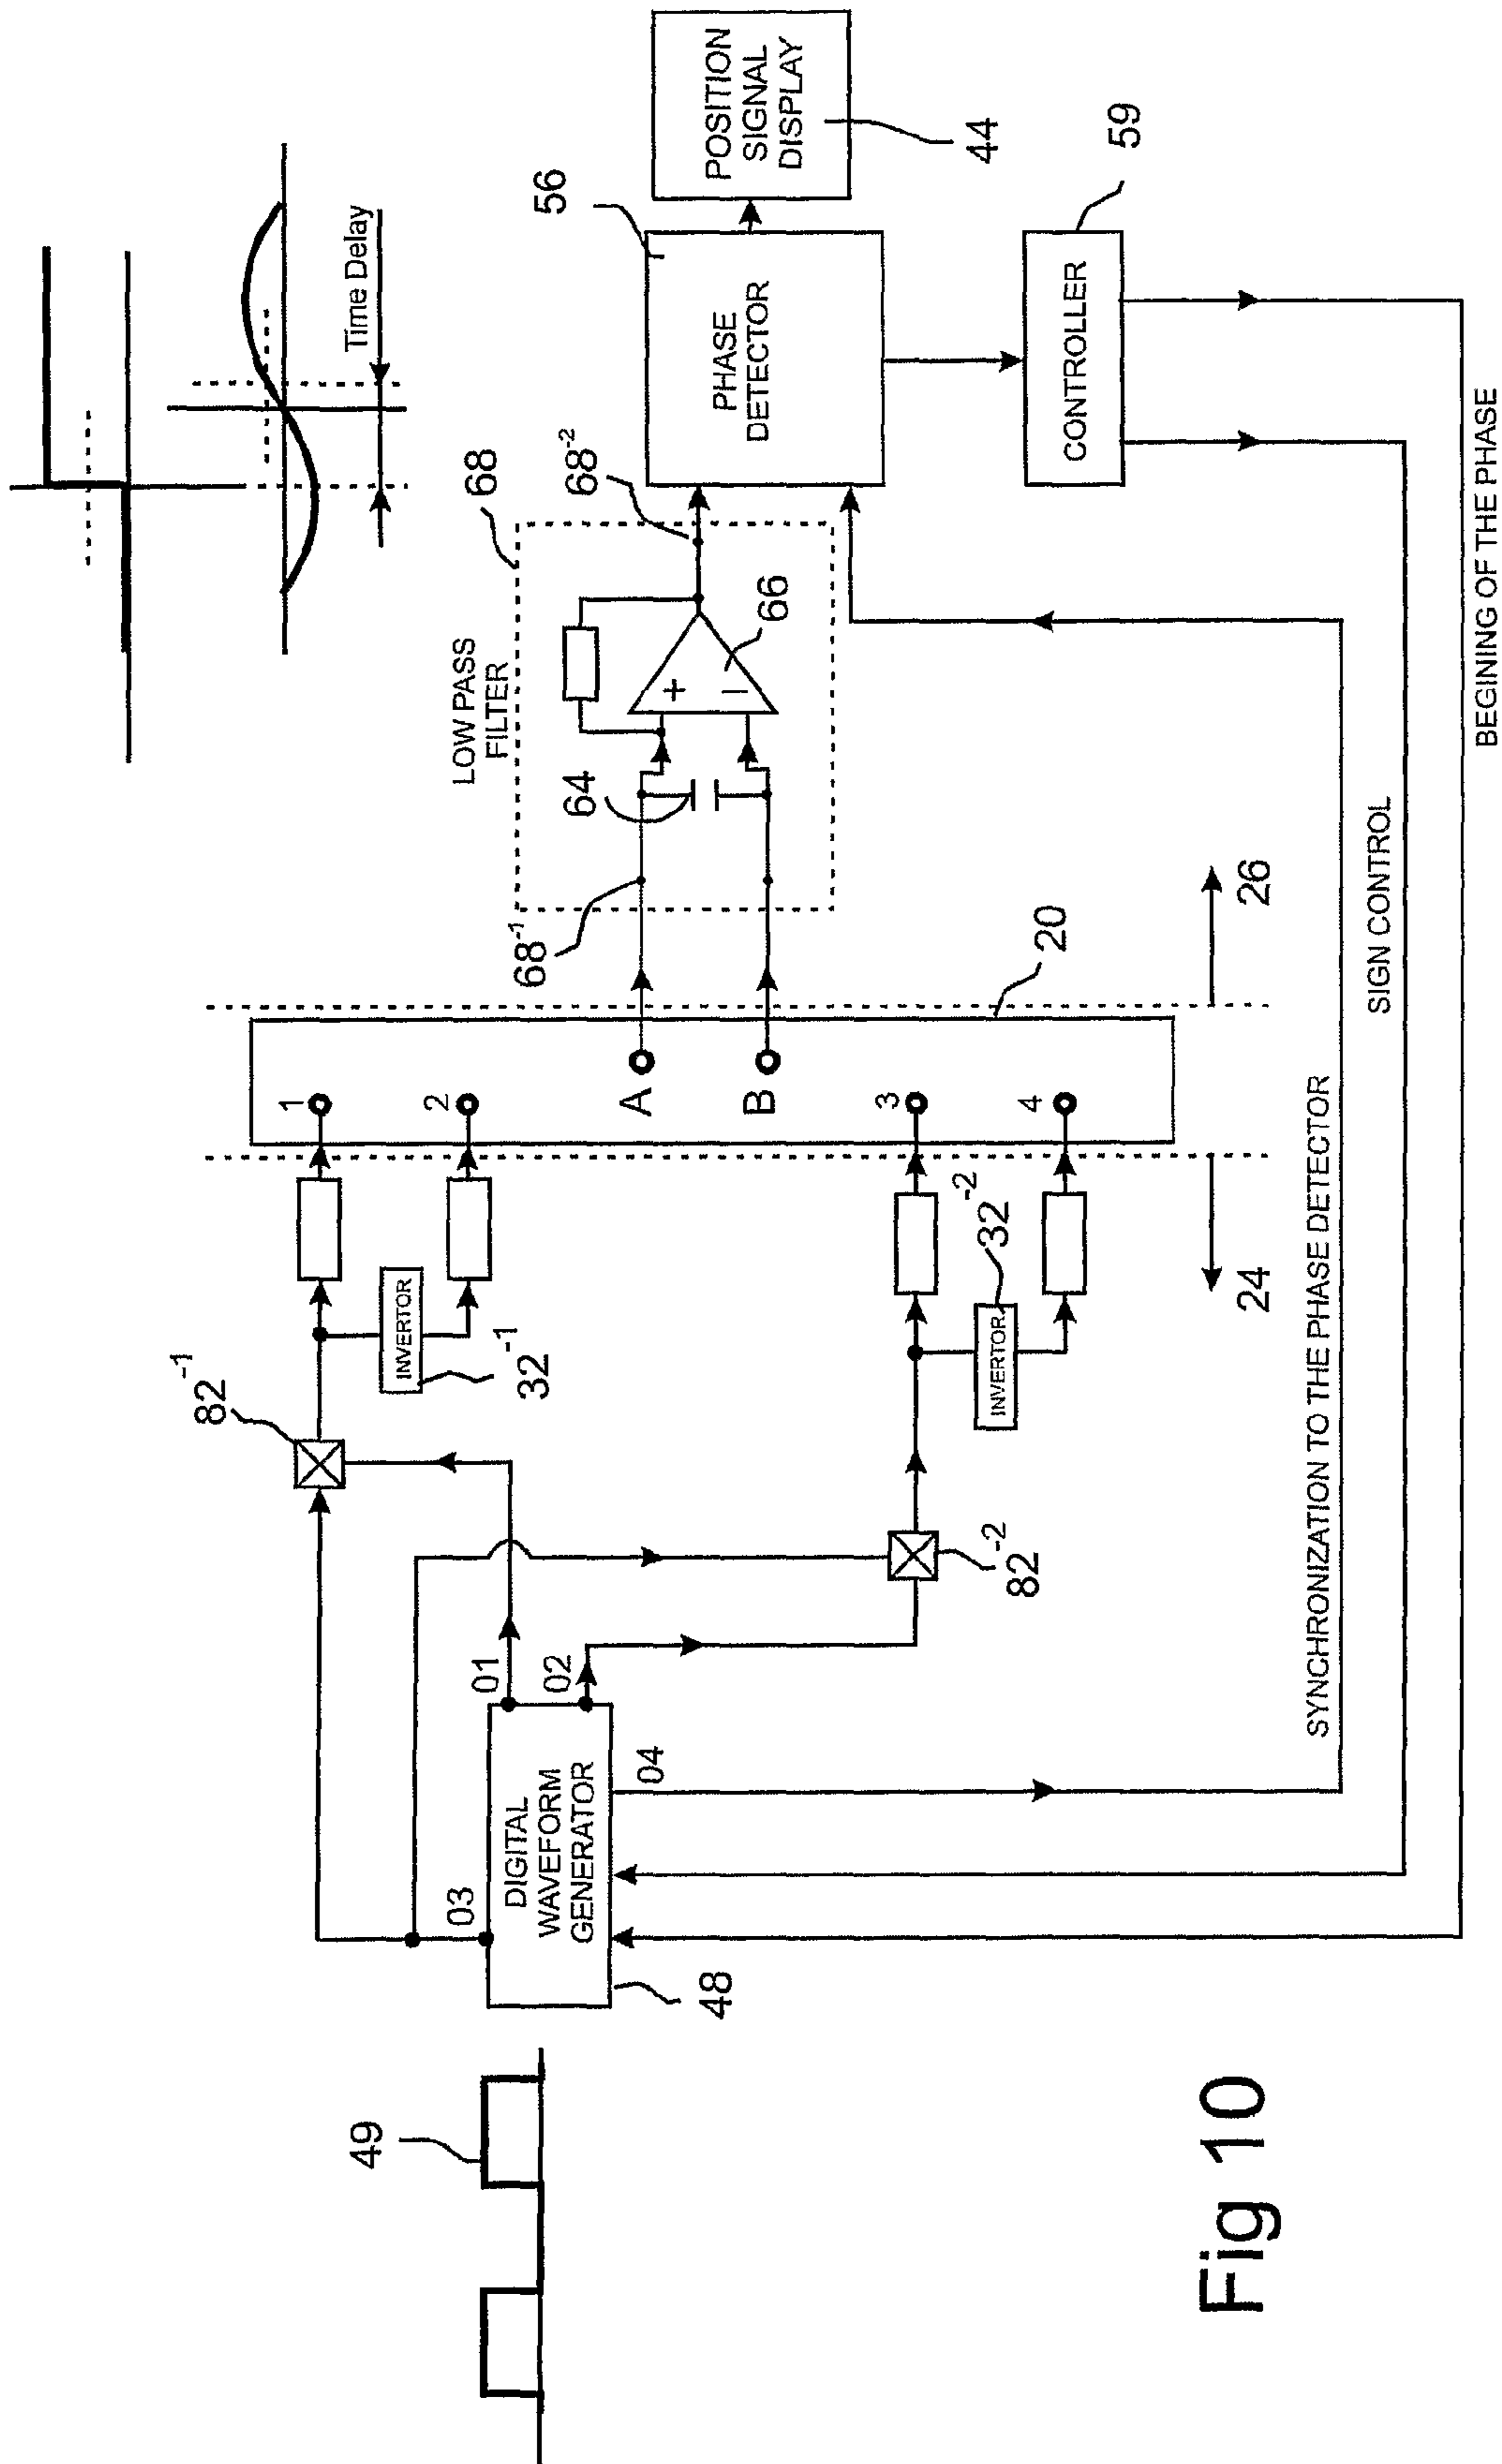 49
48
DIGITAL
WAVEFORM
GENERATOR
03
01
02
04
82-1
82-2
INVERTOR
32-1
INVERTOR
32-2
1
2
A
B
3
4
24
26
20
68-1
LOW PASS
FILTER
68
64
66
+
–
68-2
56
PHASE
DETECTOR
POSITION
SIGNAL
DISPLAY
44
CONTROLLER
59
Time Delay
SYNCHRONIZATION TO THE PHASE DETECTOR
SIGN CONTROL
BEGINING OF THE PHASE
Fig 10